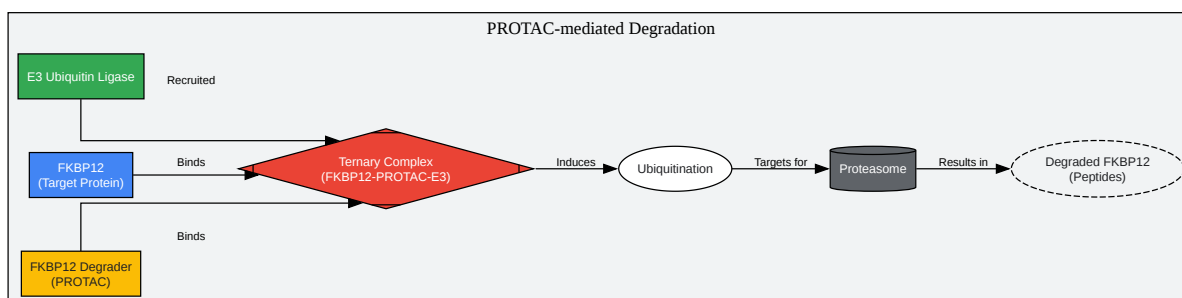 PROTAC-mediated Degradation
E3 Ubiquitin Ligase
Recruited
FKBP12
(Target Protein)
Binds
Ternary Complex
(FKBP12-PROTAC-E3)
Induces
Ubiquitination
Targets for
Proteasome
Results in
Degraded FKBP12
(Peptides)
Binds
FKBP12 Degrader
(PROTAC)